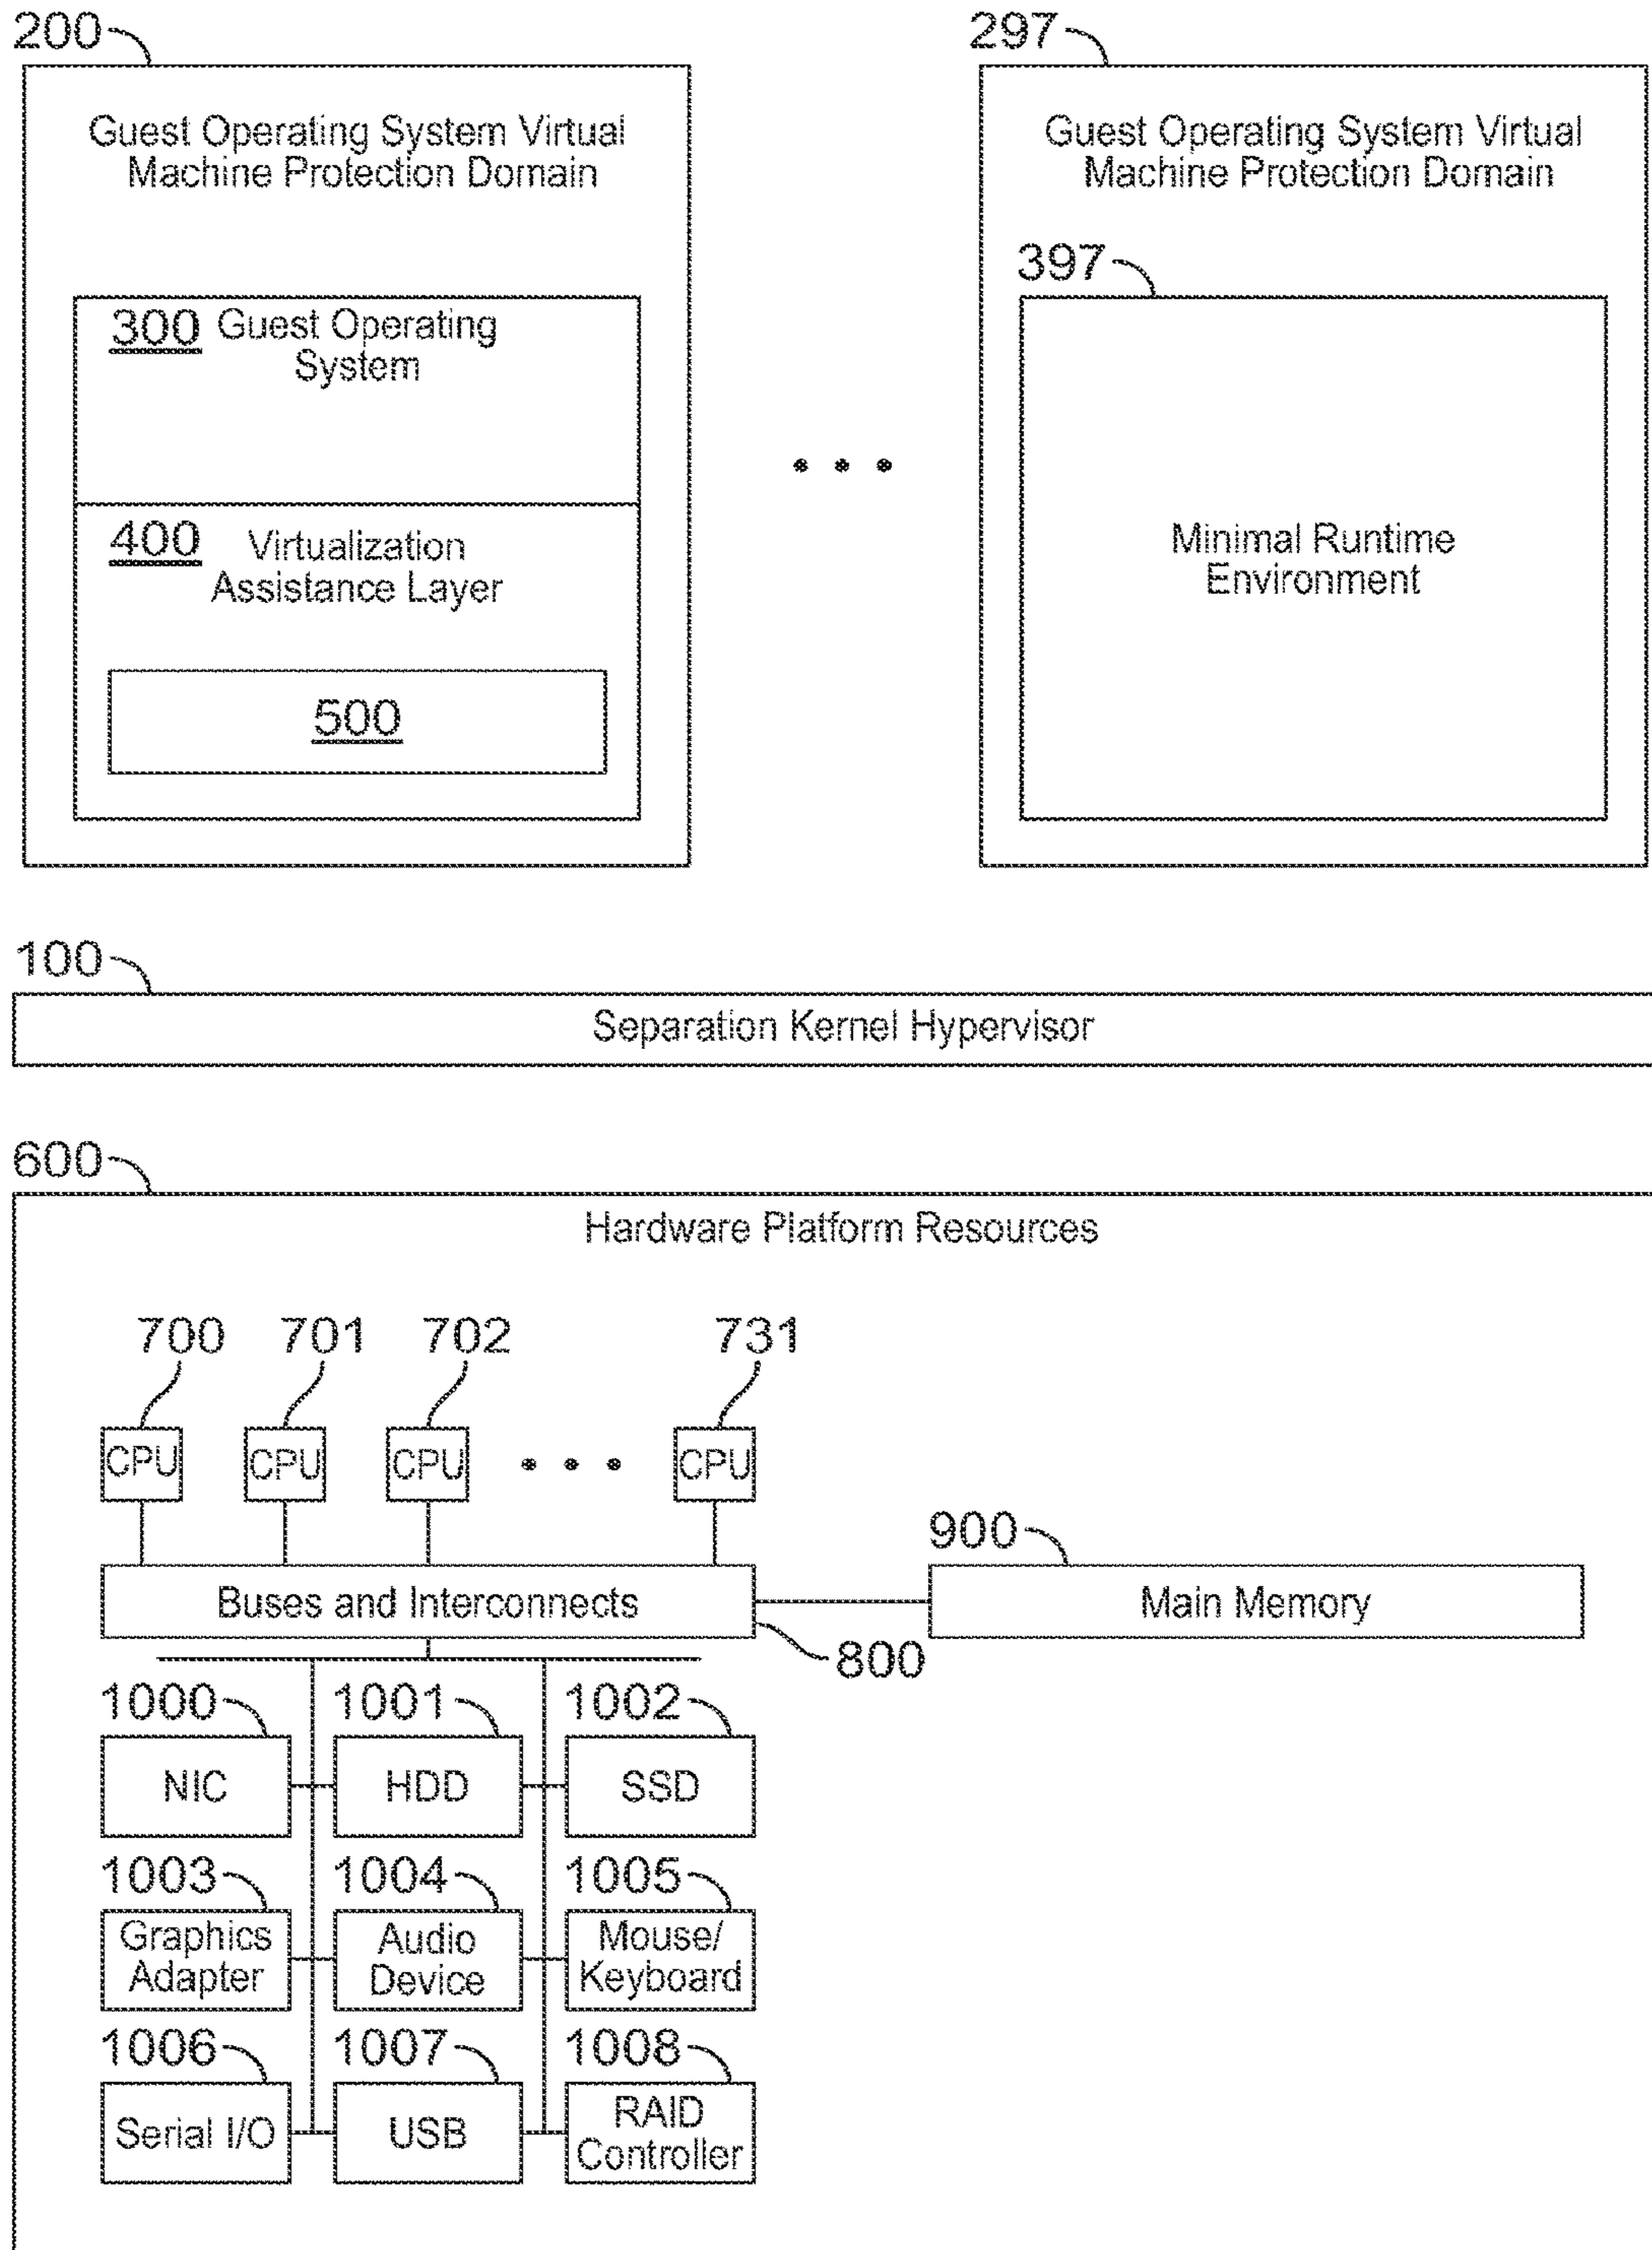 200
297
Guest Operating System Virtual
Machine Protection Domain
Guest Operating System Virtual
Machine Protection Domain
300 Guest Operating
System
400 Virtualization
Assistance Layer
500
397
Minimal Runtime
Environment
100
Separation Kernel Hypervisor
600
Hardware Platform Resources
700 701 702 731
CPU CPU CPU CPU
900
Buses and Interconnects
Main Memory
800
1000 1001 1002
NIC HDD SSD
1003 1004 1005
Graphics
Adapter
Audio
Device
Mouse/
Keyboard
1006 1007 1008
Serial I/O
USB
RAID
Controller